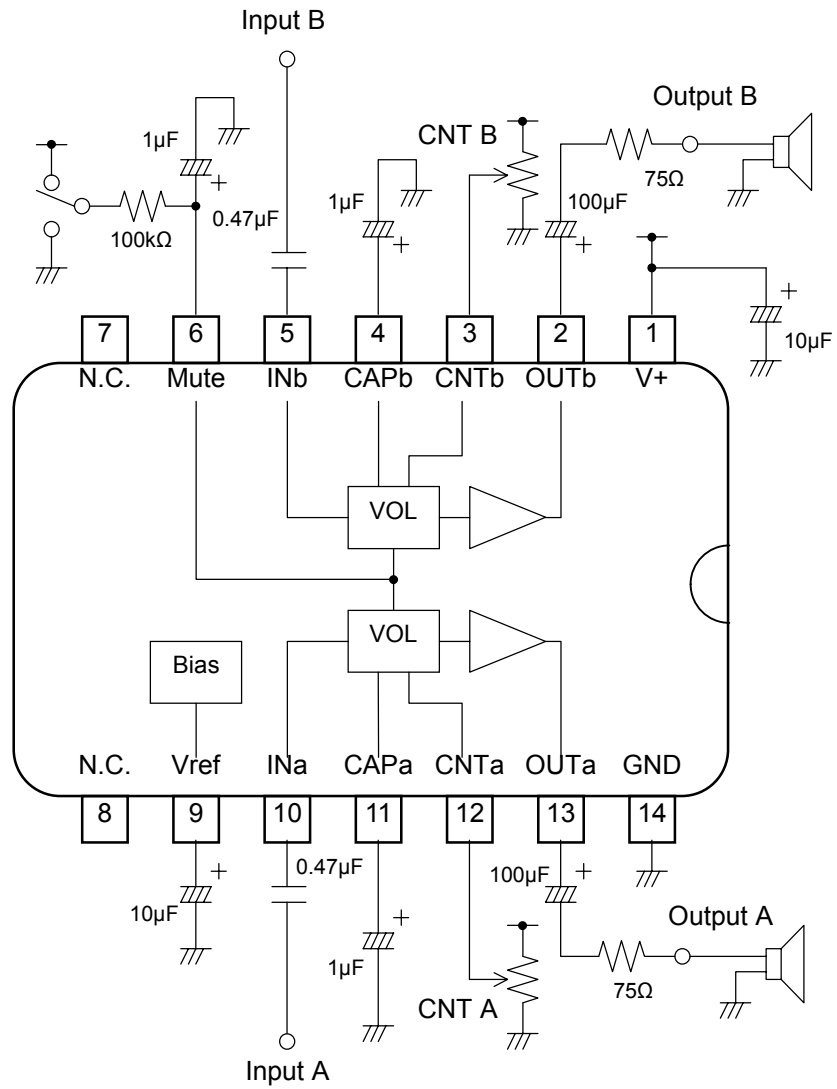 Input B
Output B
CNT B
1µF
1µF
75Ω
100µF
0.47µF
100kΩ
10µF
7 6 5 4 3 2 1
N.C. Mute INb CAPb CNTb OUTb V+
VOL
VOL
Bias
N.C. Vref INa CAPa CNTa OUTa GND
8 9 10 11 12 13 14
0.47µF
100µF
10µF
Output A
1µF
75Ω
CNT A
Input A